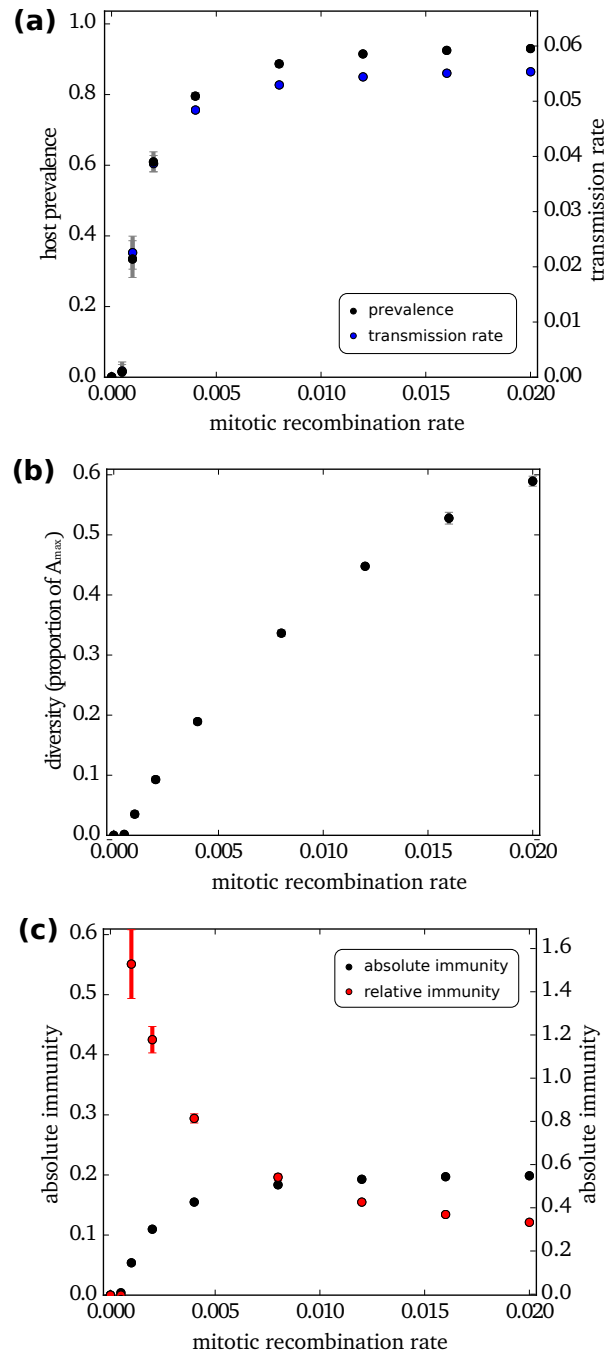 (a)
1.0
0.8
0.6
0.4
0.2
0.0
host prevalence
0.06
0.05
0.04
0.03
0.02
0.01
0.00
transmission rate
prevalence
transmission rate
0.000 0.005 0.010 0.015 0.020
mitotic recombination rate
(b)
0.6
0.5
0.4
0.3
0.2
0.1
0.0
diversity (proportion of Amax)
0.000 0.005 0.010 0.015 0.020
mitotic recombination rate
(c)
0.6
0.5
0.4
0.3
0.2
0.1
0.0
absolute immunity
1.6
1.4
1.2
1.0
0.8
0.6
0.4
0.2
0.0
absolute immunity
absolute immunity
relative immunity
0.000 0.005 0.010 0.015 0.020
mitotic recombination rate